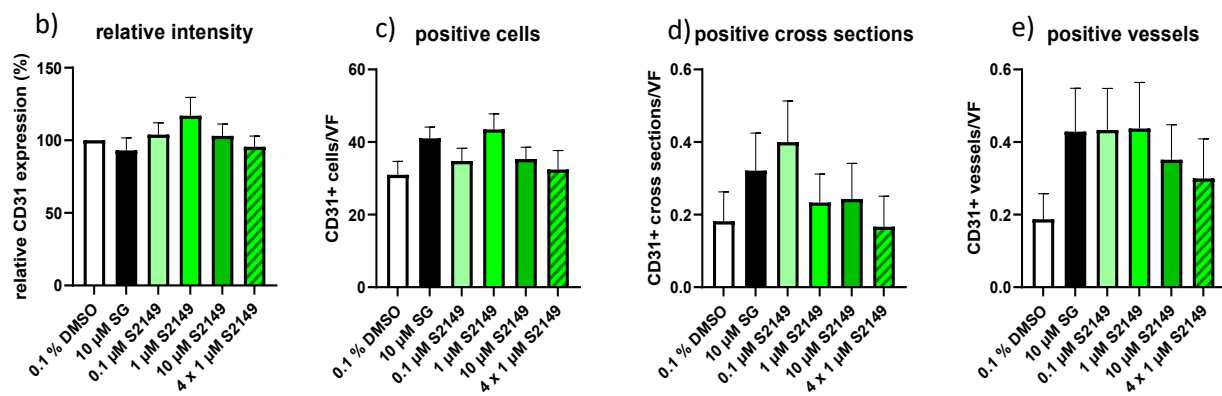 b) relative intensity
relative CD31 expression (%)
150
100
50
0
0.1 % DMSO
10 µM SG
0.1 µM S2149
1 µM S2149
10 µM S2149
4 x 1 µM S2149
c) positive cells
CD31+ cells/VF
60
40
20
0
0.1 % DMSO
10 µM SG
0.1 µM S2149
1 µM S2149
10 µM S2149
4 x 1 µM S2149
d) positive cross sections
CD31+ cross sections/VF
0.6
0.4
0.2
0.0
0.1 % DMSO
10 µM SG
0.1 µM S2149
1 µM S2149
10 µM S2149
4 x 1 µM S2149
e) positive vessels
CD31+ vessels/VF
0.6
0.4
0.2
0.0
0.1 % DMSO
10 µM SG
0.1 µM S2149
1 µM S2149
10 µM S2149
4 x 1 µM S2149